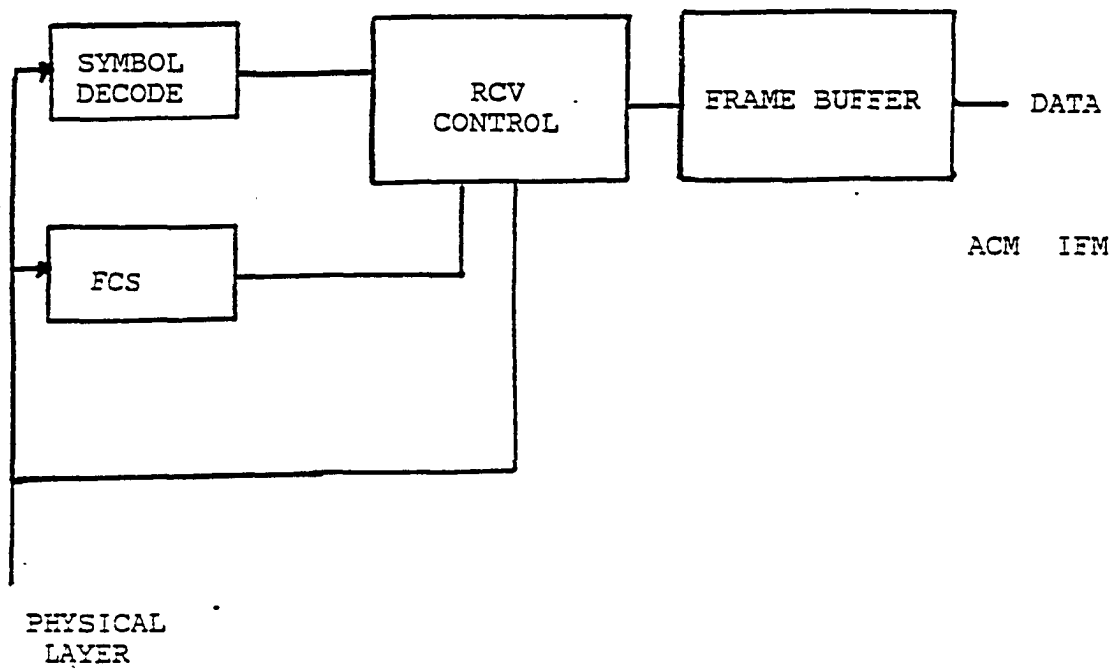 SYMBOL
DECODE
RCV
CONTROL
FRAME BUFFER
DATA
FCS
ACM IFM
PHYSICAL
LAYER